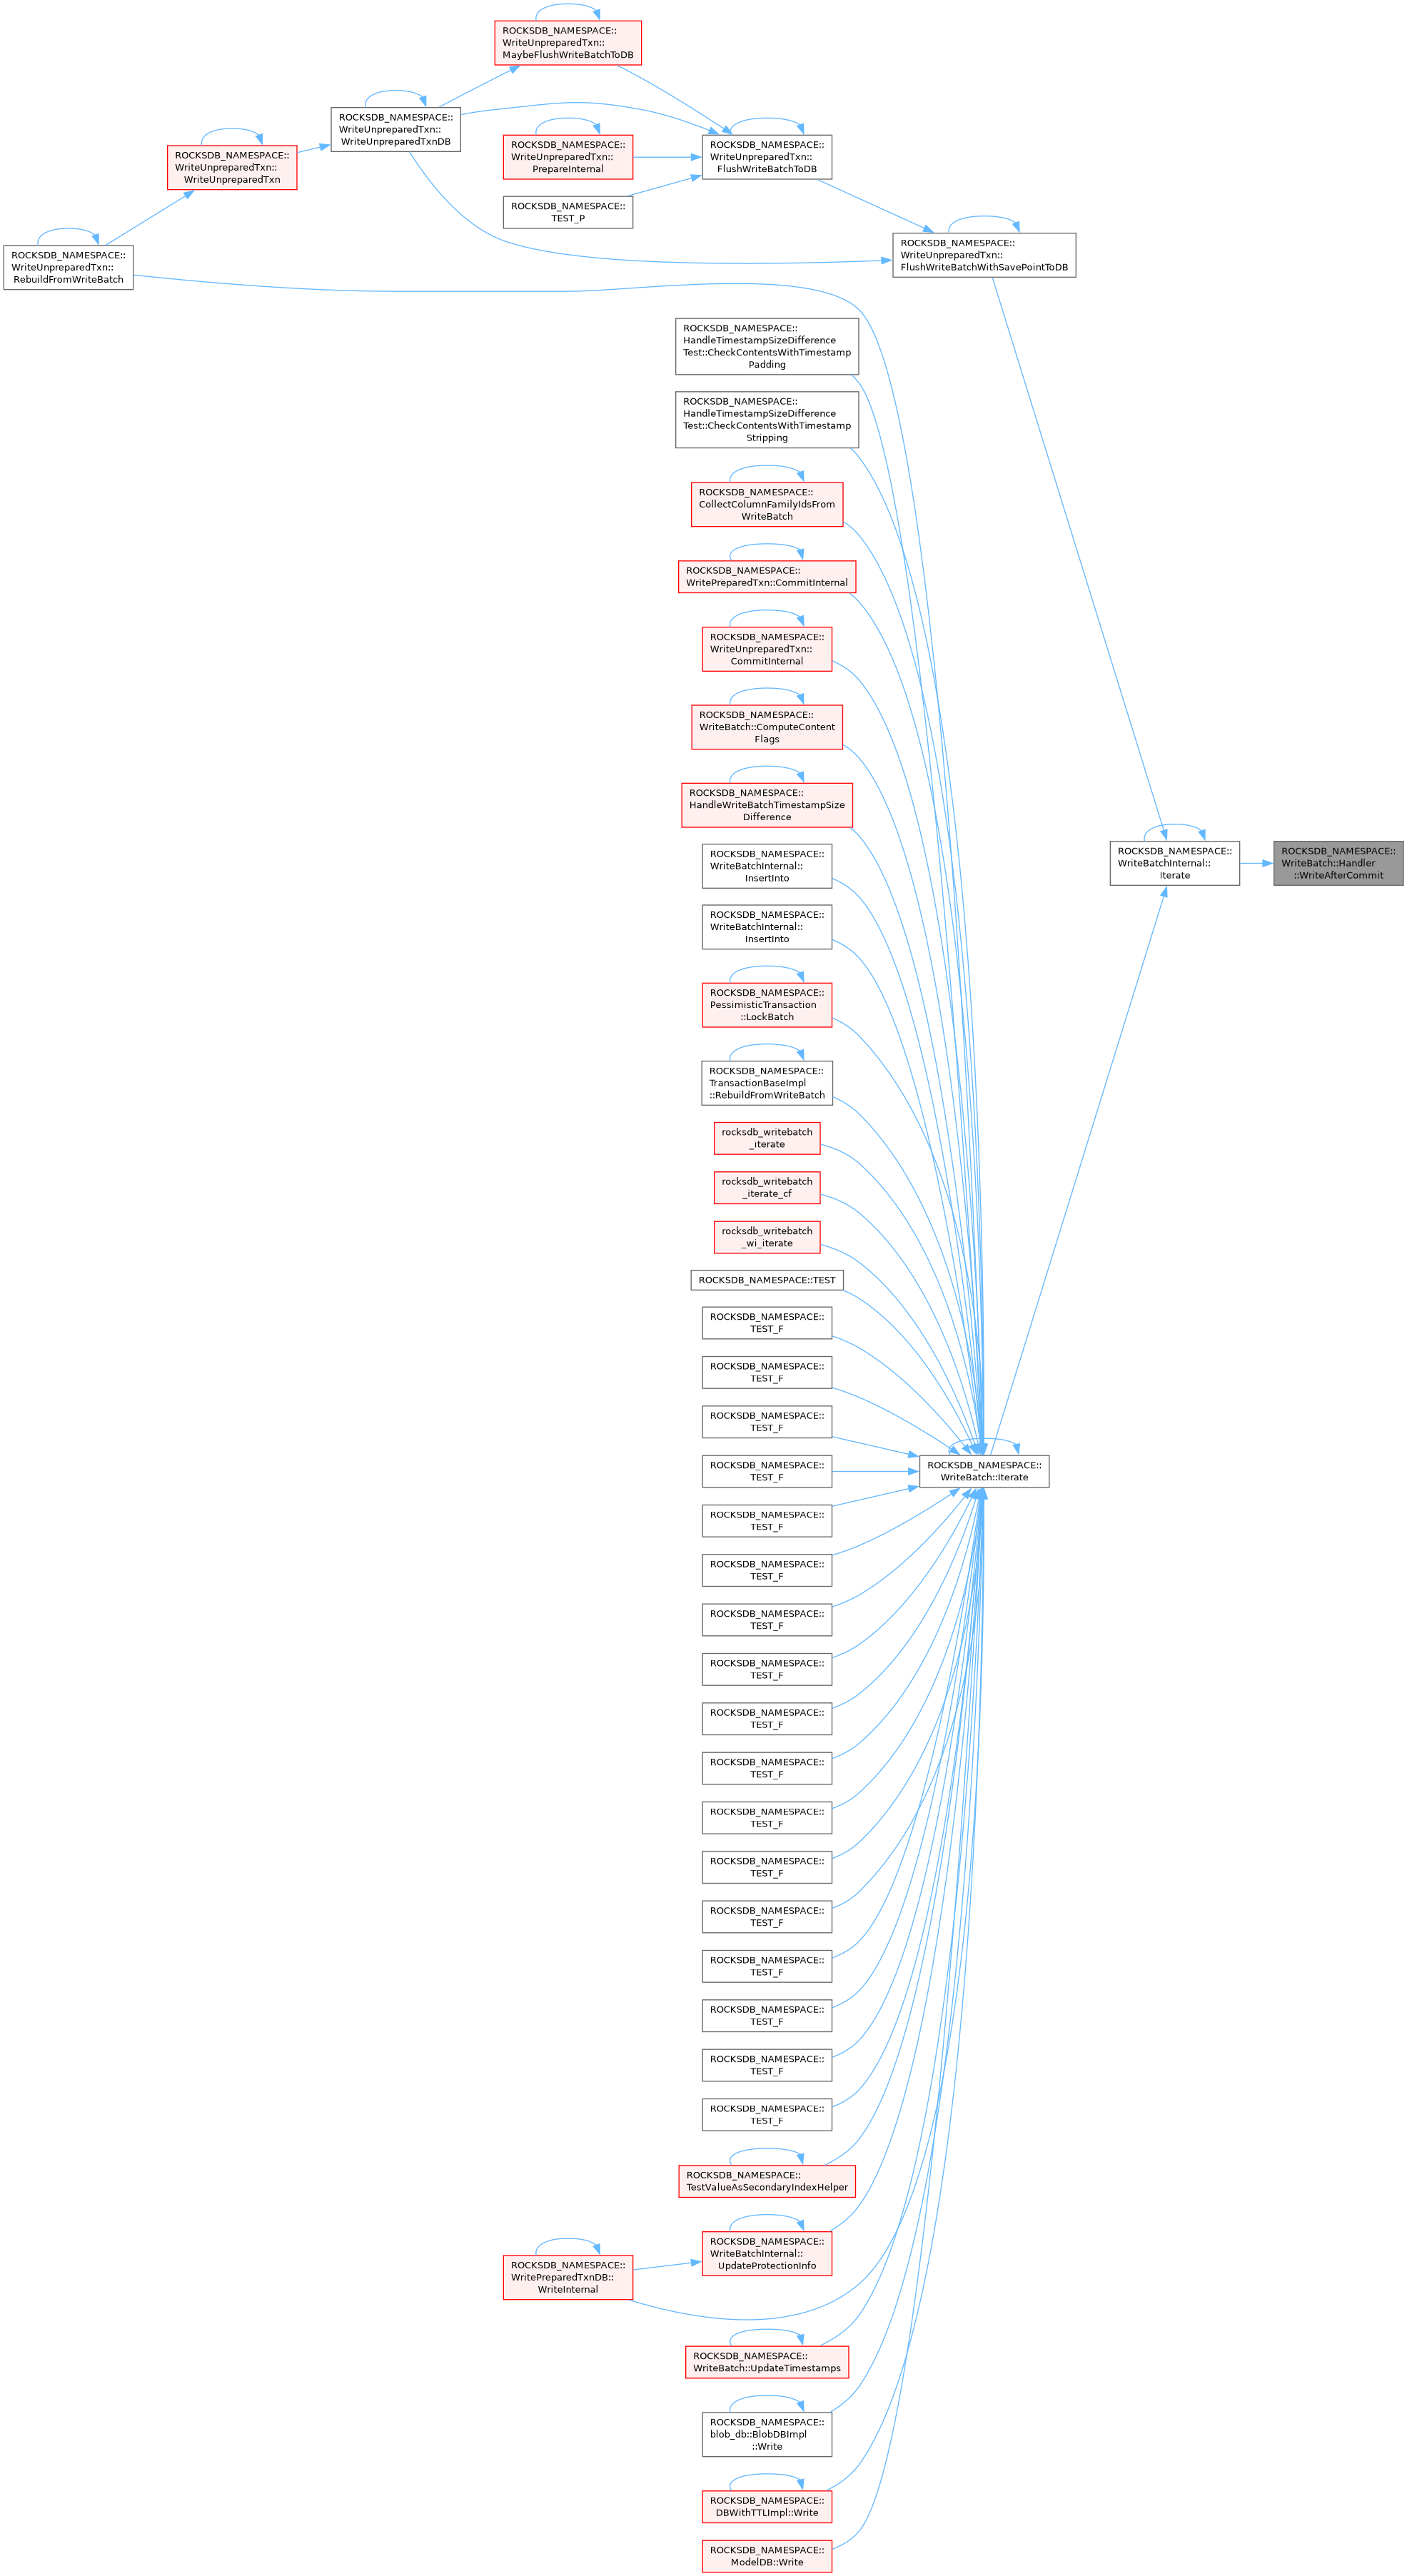 ROCKSDB_NAMESPACE::
WriteUnpreparedTxn::
MaybeFlushWriteBatchToDB
ROCKSDB_NAMESPACE::
WriteUnpreparedTxn::
WriteUnpreparedTxnDB
ROCKSDB_NAMESPACE::
WriteUnpreparedTxn::
PrepareInternal
ROCKSDB_NAMESPACE::
WriteUnpreparedTxn::
FlushWriteBatchToDB
ROCKSDB_NAMESPACE::
WriteUnpreparedTxn::
WriteUnpreparedTxn
ROCKSDB_NAMESPACE::
TEST_P
ROCKSDB_NAMESPACE::
WriteUnpreparedTxn::
FlushWriteBatchWithSavePointToDB
ROCKSDB_NAMESPACE::
WriteUnpreparedTxn::
RebuildFromWriteBatch
ROCKSDB_NAMESPACE::
HandleTimestampSizeDifference
Test::CheckContentsWithTimestamp
Padding
ROCKSDB_NAMESPACE::
HandleTimestampSizeDifference
Test::CheckContentsWithTimestamp
Stripping
ROCKSDB_NAMESPACE::
CollectColumnFamilyIdsFrom
WriteBatch
ROCKSDB_NAMESPACE::
WritePreparedTxn::CommitInternal
ROCKSDB_NAMESPACE::
WriteUnpreparedTxn::
CommitInternal
ROCKSDB_NAMESPACE::
WriteBatch::ComputeContent
Flags
ROCKSDB_NAMESPACE::
HandleWriteBatchTimestampSize
Difference
ROCKSDB_NAMESPACE::
WriteBatchInternal::
InsertInto
ROCKSDB_NAMESPACE::
WriteBatchInternal::
Iterate
ROCKSDB_NAMESPACE::
WriteBatch::Handler
::WriteAfterCommit
ROCKSDB_NAMESPACE::
WriteBatchInternal::
InsertInto
ROCKSDB_NAMESPACE::
PessimisticTransaction
::LockBatch
ROCKSDB_NAMESPACE::
TransactionBaseImpl
::RebuildFromWriteBatch
rocksdb_writebatch
_iterate
rocksdb_writebatch
_iterate_cf
rocksdb_writebatch
_wi_iterate
ROCKSDB_NAMESPACE::TEST
ROCKSDB_NAMESPACE::
TEST_F
ROCKSDB_NAMESPACE::
TEST_F
ROCKSDB_NAMESPACE::
TEST_F
ROCKSDB_NAMESPACE::
TEST_F
ROCKSDB_NAMESPACE::
WriteBatch::Iterate
ROCKSDB_NAMESPACE::
TEST_F
ROCKSDB_NAMESPACE::
TEST_F
ROCKSDB_NAMESPACE::
TEST_F
ROCKSDB_NAMESPACE::
TEST_F
ROCKSDB_NAMESPACE::
TEST_F
ROCKSDB_NAMESPACE::
TEST_F
ROCKSDB_NAMESPACE::
TEST_F
ROCKSDB_NAMESPACE::
TEST_F
ROCKSDB_NAMESPACE::
TEST_F
ROCKSDB_NAMESPACE::
TEST_F
ROCKSDB_NAMESPACE::
TEST_F
ROCKSDB_NAMESPACE::
TEST_F
ROCKSDB_NAMESPACE::
TEST_F
ROCKSDB_NAMESPACE::
TestValueAsSecondaryIndexHelper
ROCKSDB_NAMESPACE::
WriteBatchInternal::
UpdateProtectionInfo
ROCKSDB_NAMESPACE::
WritePreparedTxnDB::
WriteInternal
ROCKSDB_NAMESPACE::
WriteBatch::UpdateTimestamps
ROCKSDB_NAMESPACE::
blob_db::BlobDBImpl
::Write
ROCKSDB_NAMESPACE::
DBWithTTLImpl::Write
ROCKSDB_NAMESPACE::
ModelDB::Write